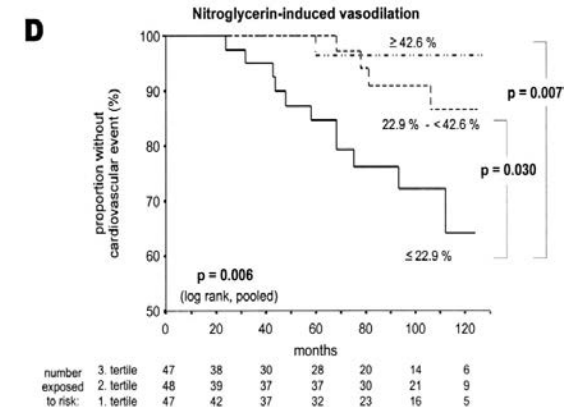 Nitroglycerin-induced vasodilation
D
100
90
80
70
60
50
proportion without
cardiovascular event (%)
≥ 42.6 %
p = 0.007
22.9 % - < 42.6 %
p = 0.030
≤ 22.9 %
p = 0.006
(log rank, pooled)
0 20 40 60 80 100 120
months
number exposed to risk:
3. tertile 47 38 30 28 20 14 6
2. tertile 48 39 37 37 30 21 9
1. tertile 47 42 37 32 23 16 5